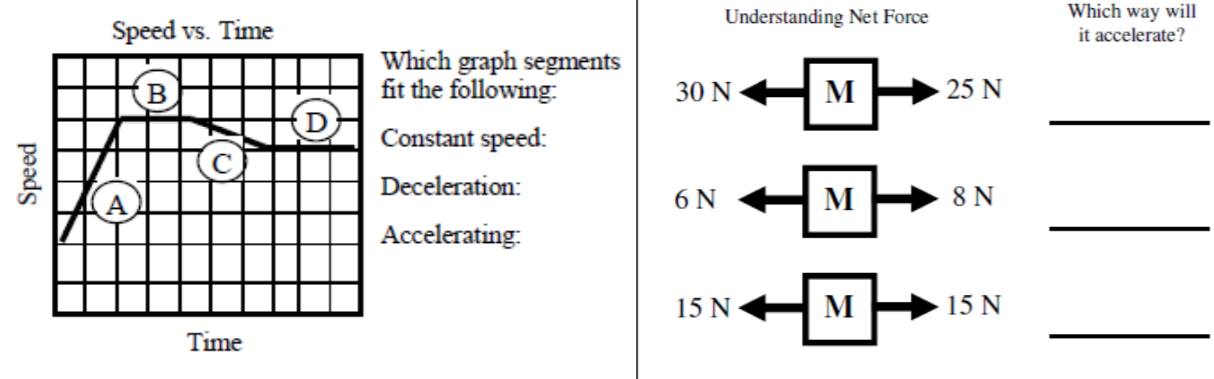 Speed vs. Time
B
D
C
A
Speed
Time
Which graph segments
fit the following:
Constant speed:
Deceleration:
Accelerating:
Understanding Net Force
Which way will
it accelerate?
30 N M 25 N
6 N M 8 N
15 N M 15 N